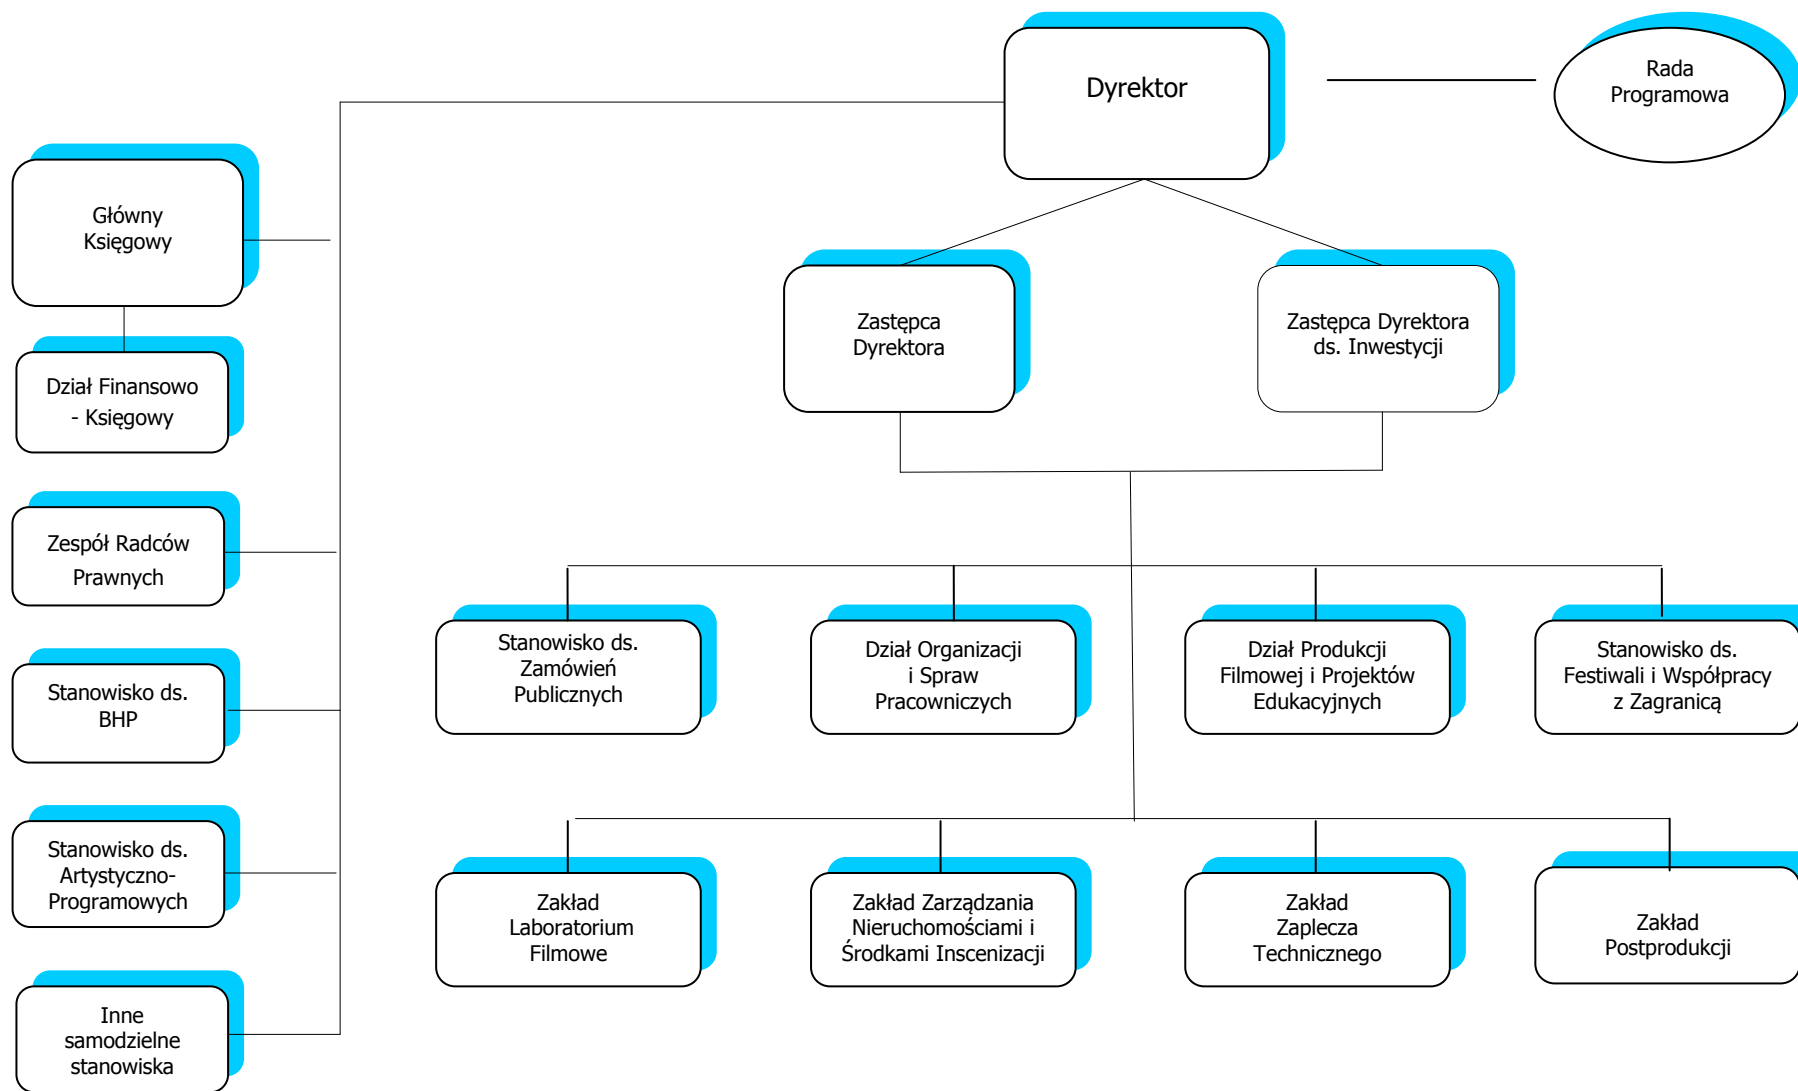 Dyrektor
Rada
Programowa
Główny
Księgowy
Zastępca
Dyrektora
Zastępca Dyrektora
ds. Inwestycji
Dział Finansowo
- Księgowy
Zespół Radców
Prawnych
Stanowisko ds.
BHP
Stanowisko ds.
Artystyczno-
Programowych
Inne
samodzielne
stanowiska
Stanowisko ds.
Zamówień
Publicznych
Dział Organizacji
i Spraw
Pracowniczych
Dział Produkcji
Filmowej i Projektów
Edukacyjnych
Stanowisko ds.
Festiwali i Współpracy
z Zagranicą
Zakład
Laboratorium
Filmowe
Zakład Zarządzania
Nieruchomościami i
Środkami Inscenizacji
Zakład
Zaplecza
Technicznego
Zakład
Postprodukcji